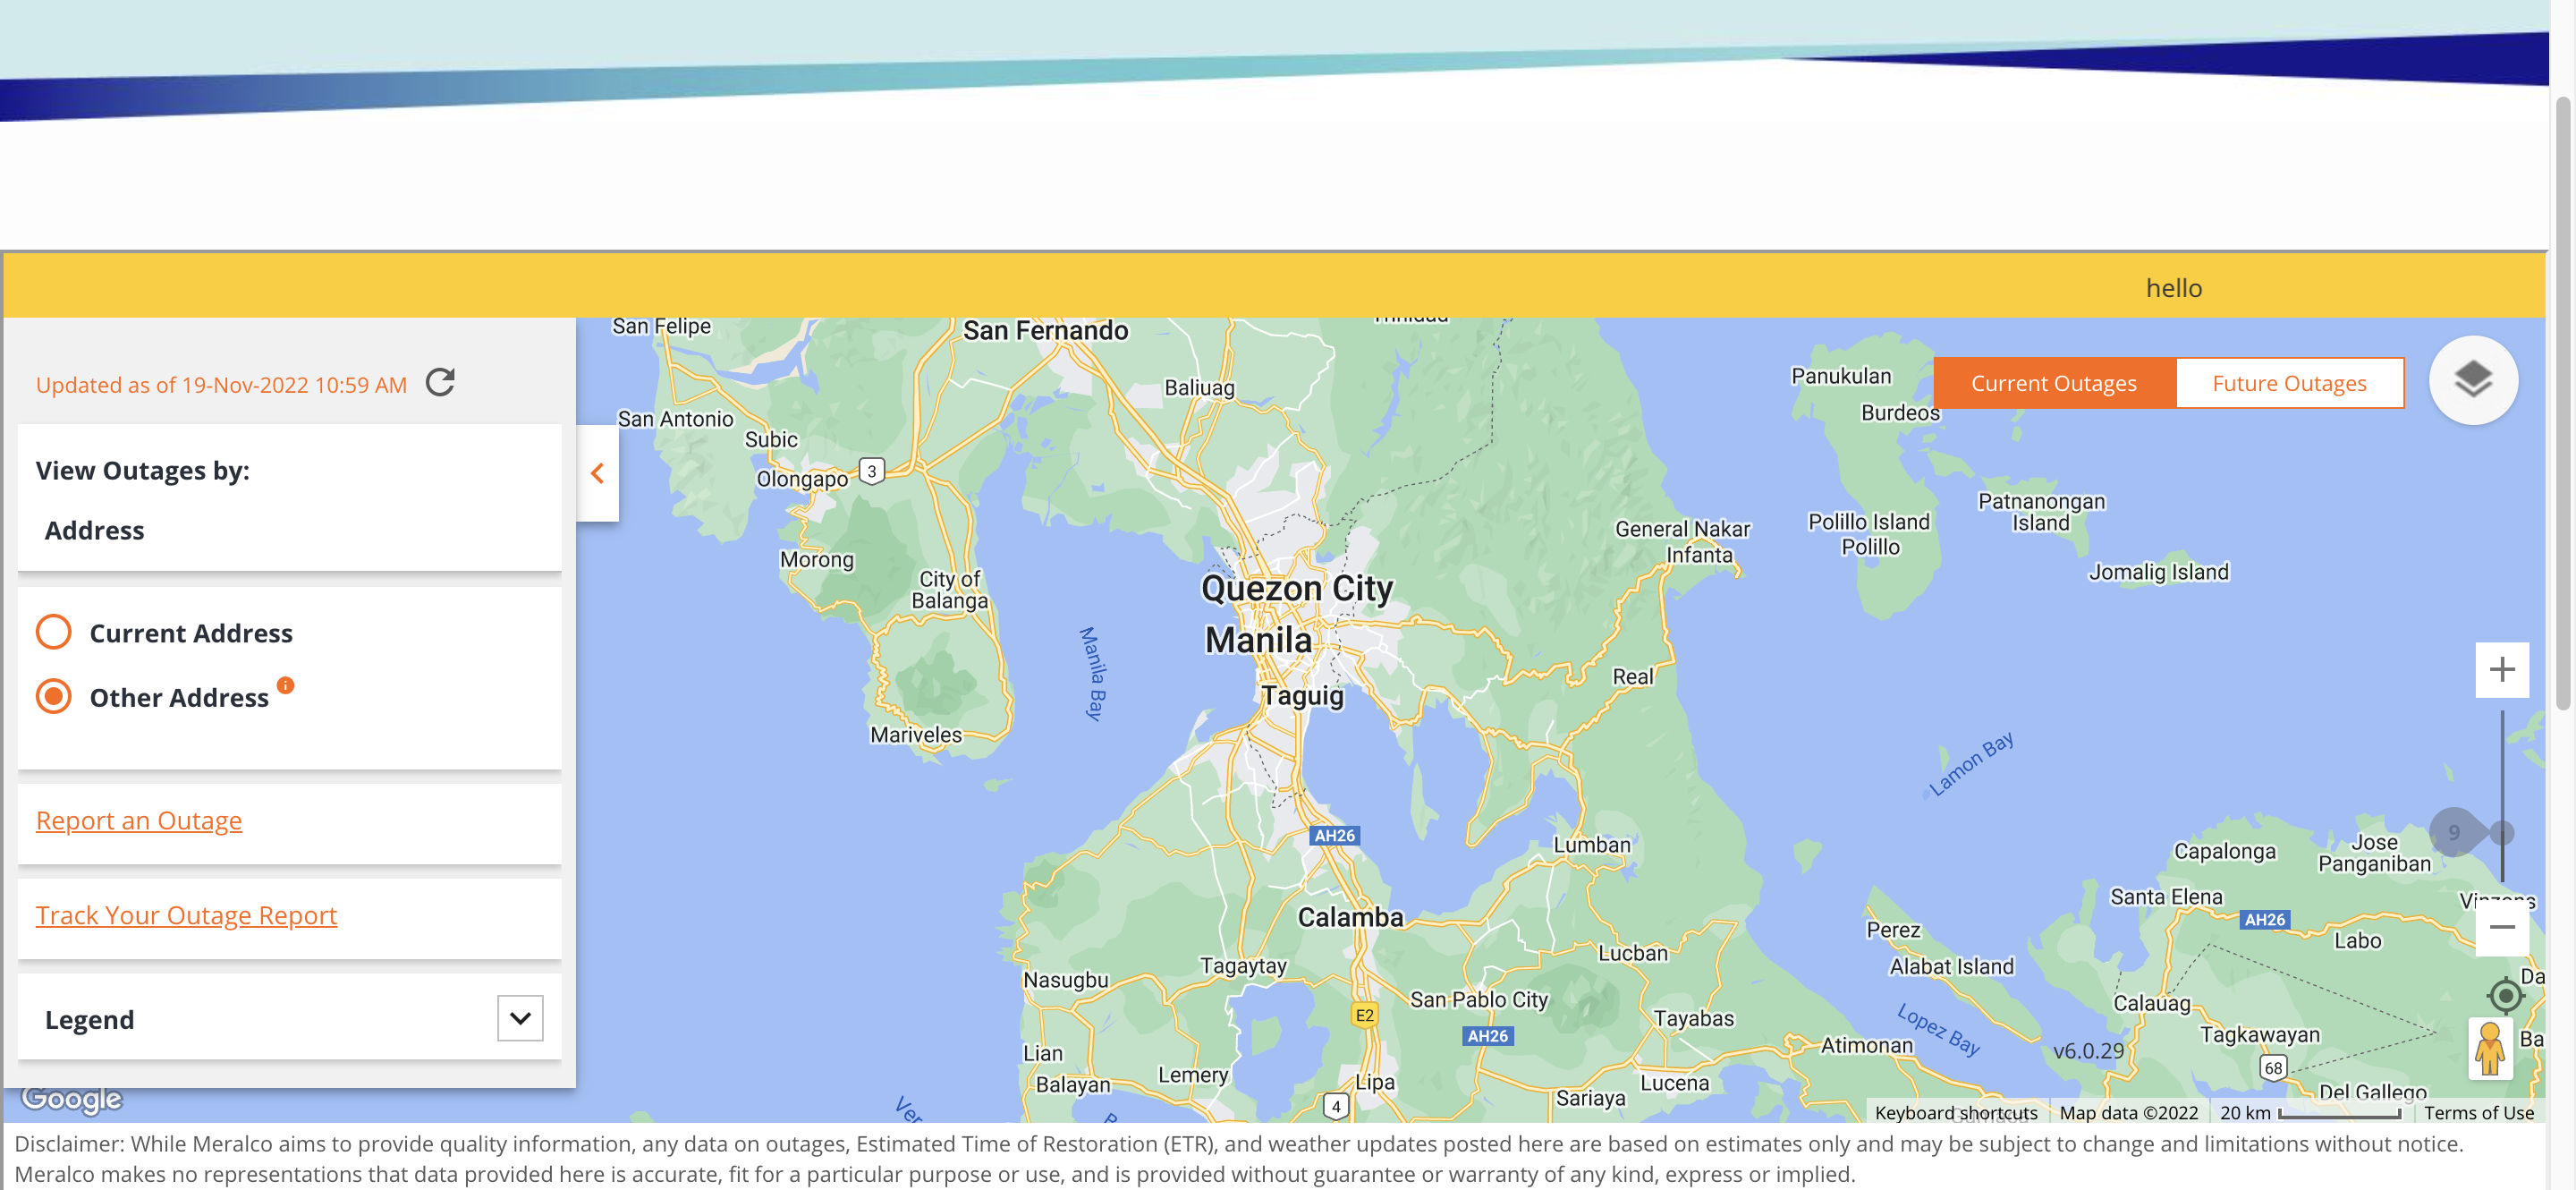 hello
Updated as of 19-Nov-2022 10:59 AM
View Outages by:
Address
Current Address
Other Address
Report an Outage
Track Your Outage Report
Legend
Current Outages
Future Outages
San Felipe
San Fernando
Trinidad
Baliuag
San Antonio
Subic
Olongapo
3
Panukulan
Burdeos
Patnanongan
Island
Polillo Island
Polillo
Jomalig Island
General Nakar
Infanta
Morong
City of
Balanga
Quezon City
Manila
Taguig
Manila Bay
Real
Mariveles
Lamon Bay
9
AH26
Lumban
Capalonga
Jose
Panganiban
Santa Elena
Vinzons
AH26
Labo
Calamba
Perez
Lucban
Alabat Island
Tagaytay
Nasugbu
San Pablo City
E2
AH26
Tayabas
Calauag
Da
Lopez Bay
Tagkawayan
Ba
Atimonan
v6.0.29
68
Lian
Balayan
Lemery
Lipa
Lucena
Sariaya
Del Gallego
4
Ver
Google
Keyboard shortcuts
Map data ©2022
20 km
Terms of Use
Disclaimer: While Meralco aims to provide quality information, any data on outages, Estimated Time of Restoration (ETR), and weather updates posted here are based on estimates only and may be subject to change and limitations without notice.
Meralco makes no representations that data provided here is accurate, fit for a particular purpose or use, and is provided without guarantee or warranty of any kind, express or implied.